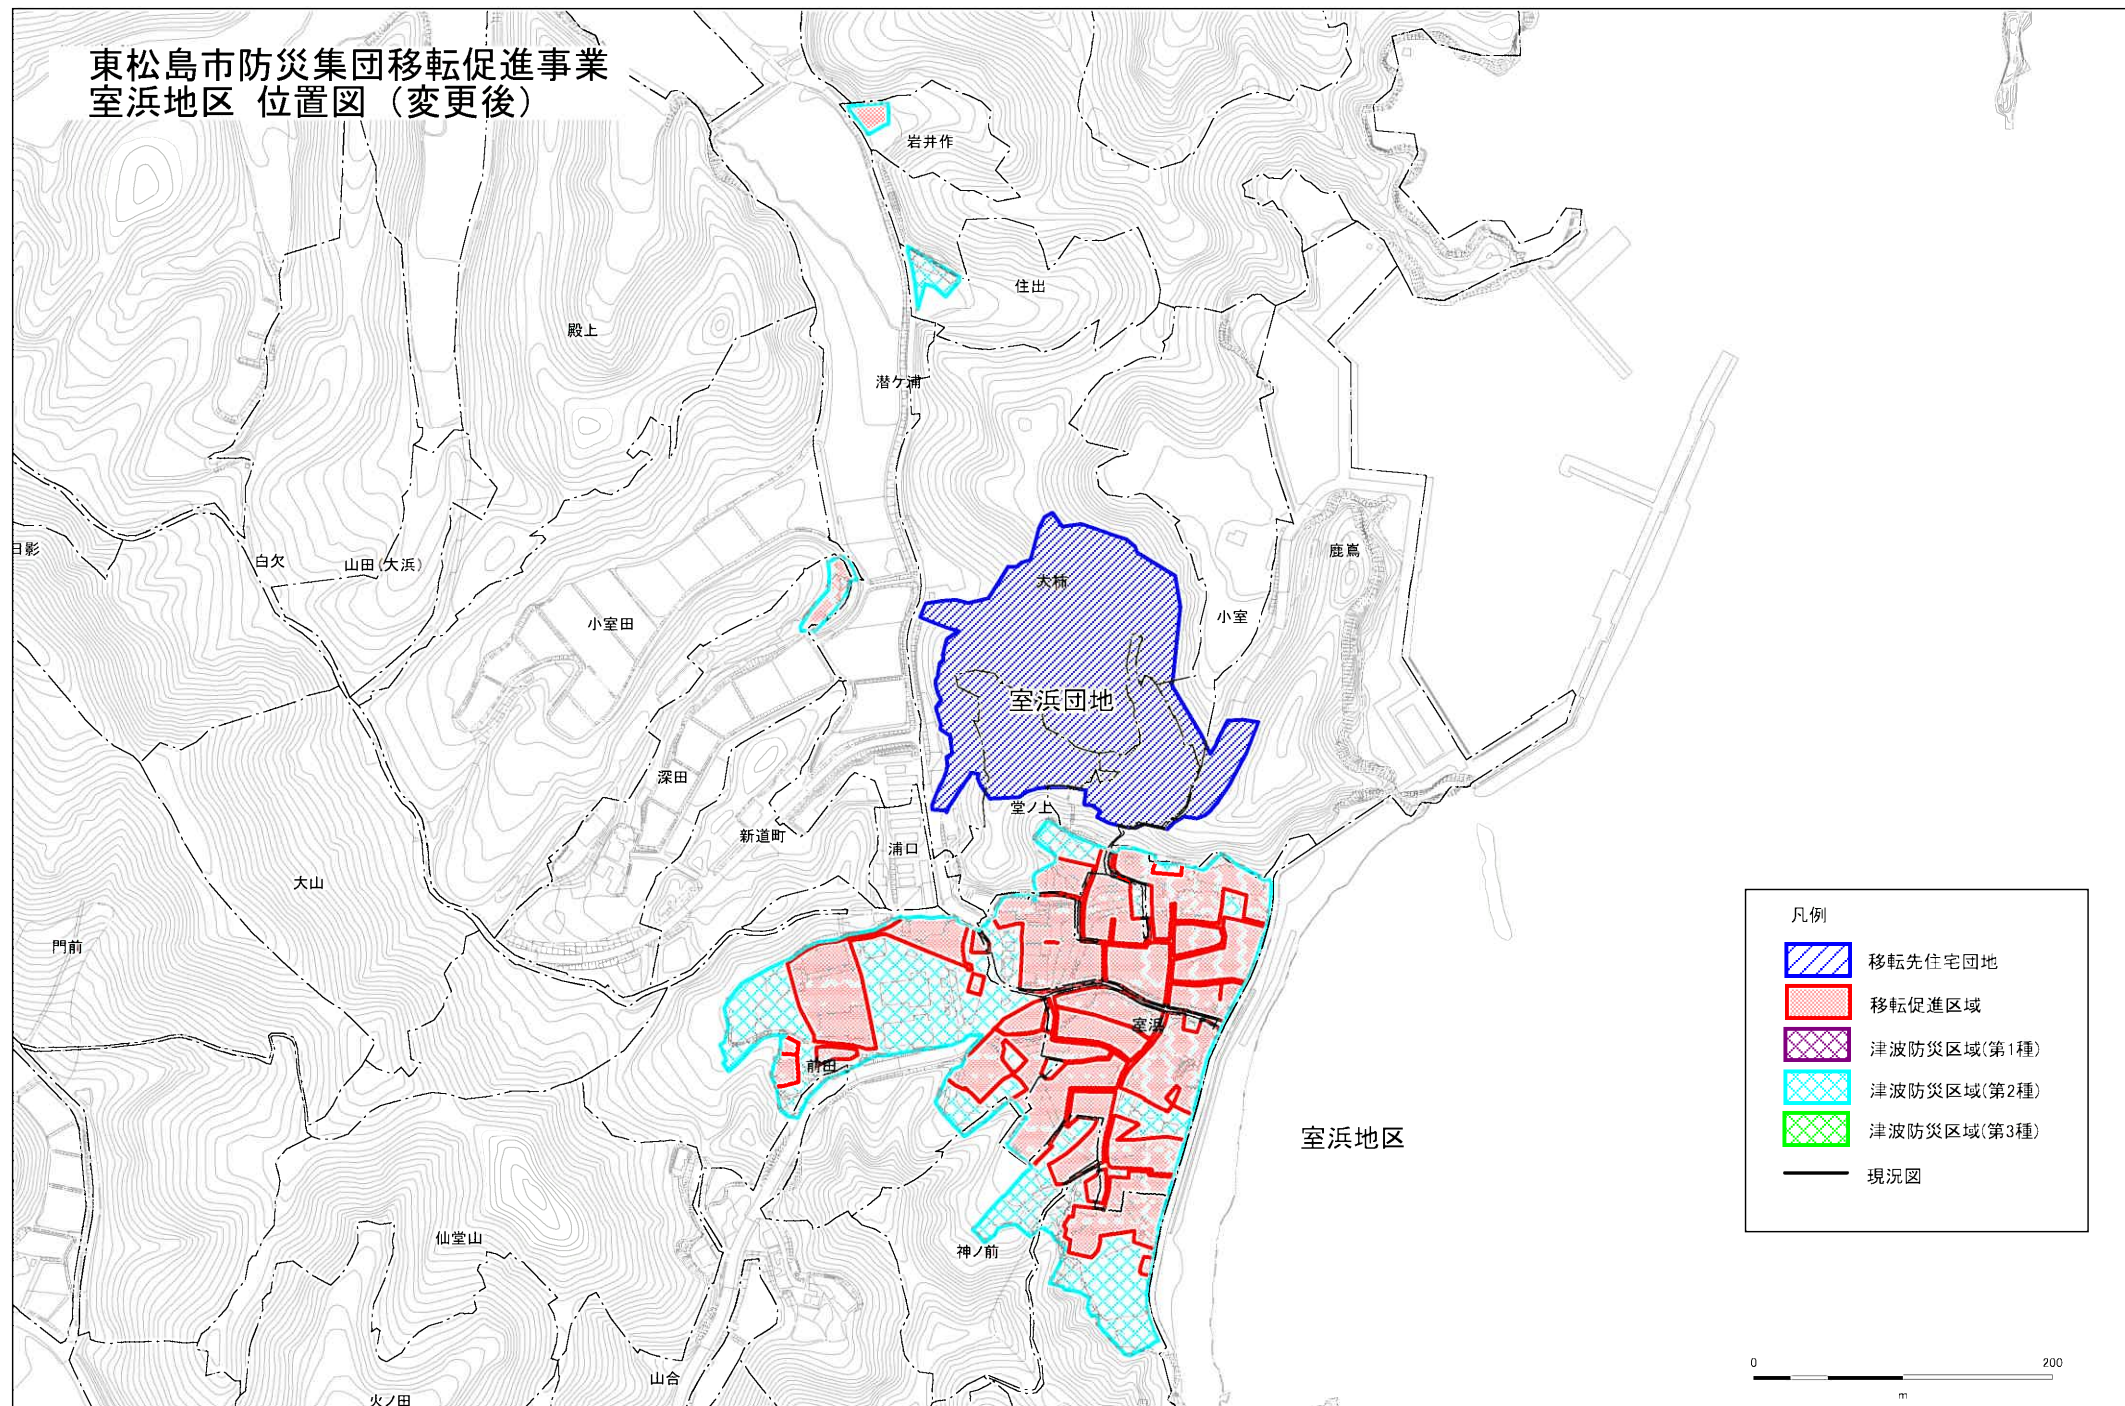 東松島市防災集団移転促進事業
室浜地区 位置図（変更後）
岩井作
住出
殿上
潜ケ浦
日影
白欠
山田(大浜)
鹿嶌
大柿
小室
小室田
室浜団地
深田
堂ノ上
新道町
浦口
大山
門前
凡例
移転先住宅団地
移転促進区域
津波防災区域(第1種)
津波防災区域(第2種)
津波防災区域(第3種)
現況図
室浜
前田
室浜地区
仙堂山
神ノ前
山合
火ノ田
0
200
m